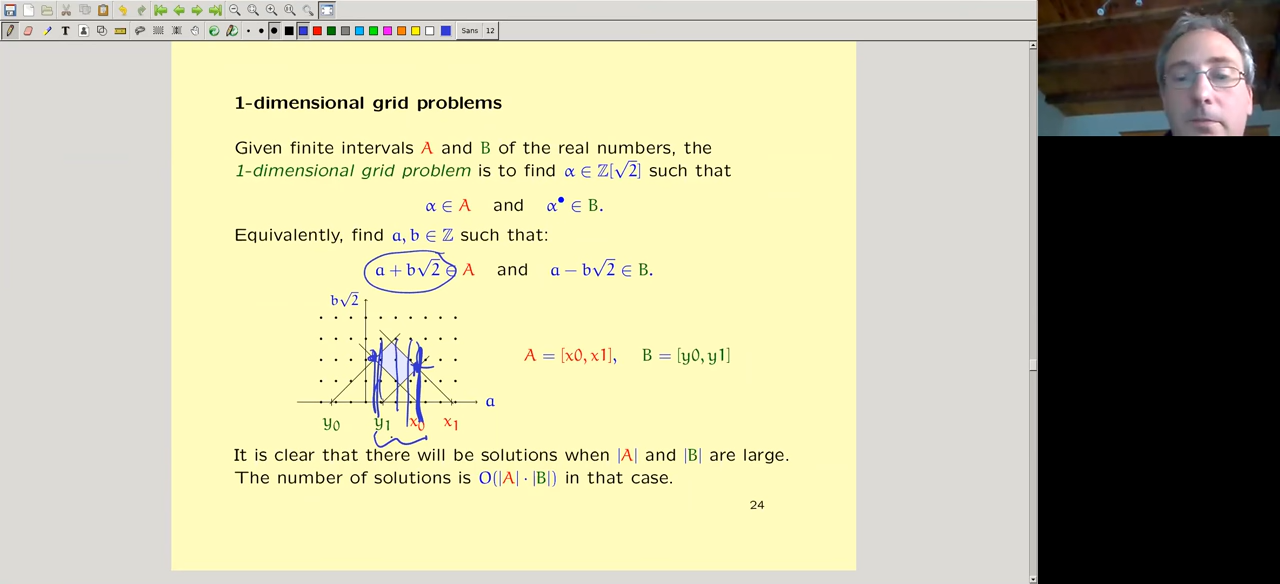 T
Sans 12
1-dimensional grid problems
Given finite intervals A and B of the real numbers, the
1-dimensional grid problem is to find α ∈ ℤ[√2] such that
α ∈ A and α• ∈ B.
Equivalently, find a, b ∈ ℤ such that:
a + b√2 ∈ A and a − b√2 ∈ B.
b√2
A = [x0, x1], B = [y0, y1]
a
y₀ y₁ x₀ x₁
It is clear that there will be solutions when |A| and |B| are large.
The number of solutions is O(|A| · |B|) in that case.
24